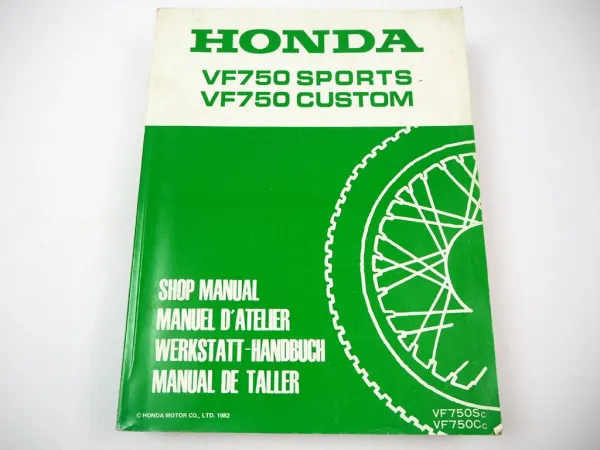 HONDA
VF750 SPORTS
VF750 CUSTOM
SHOP MANUAL
MANUEL D'ATELIER
WERKSTATT-HANDBUCH
MANUAL DE TALLER
© HONDA MOTOR CO., LTD. 1982
VF750Sc
VF750Cc